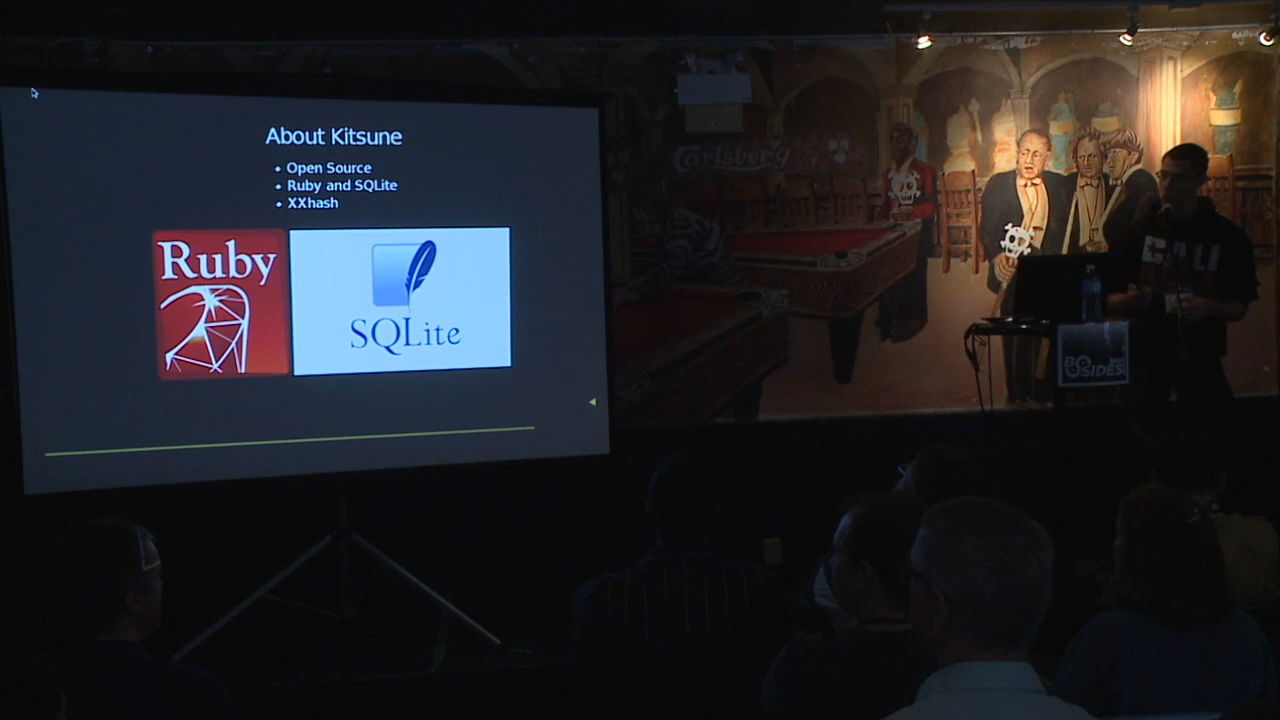 About Kitsune
• Open Source
• Ruby and SQLite
• XXhash
Ruby
SQLite
Carlsberg
BSIDES